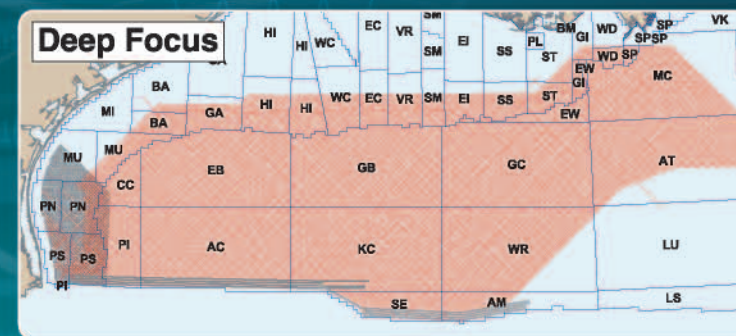 Deep Focus
HI EC VR SM EI SS PL BM GI WD SP SP SP VK
HI WC SM ST
BA EW WD SP MC
MI GA HI HI WC EC VR SM EI SS ST GI
BA EW
MU MU
CC EB GB GC AT
PN PN
PS PS PI AC KC WR LU
PI
SE AM LS